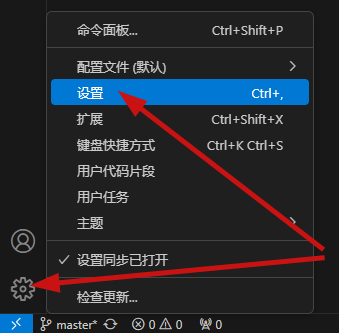 命令面板... Ctrl+Shift+P
配置文件 (默认)
设置 Ctrl+,
扩展 Ctrl+Shift+X
键盘快捷方式 Ctrl+K Ctrl+S
用户代码片段
用户任务
主题
设置同步已打开
检查更新...
master* 0 0 0